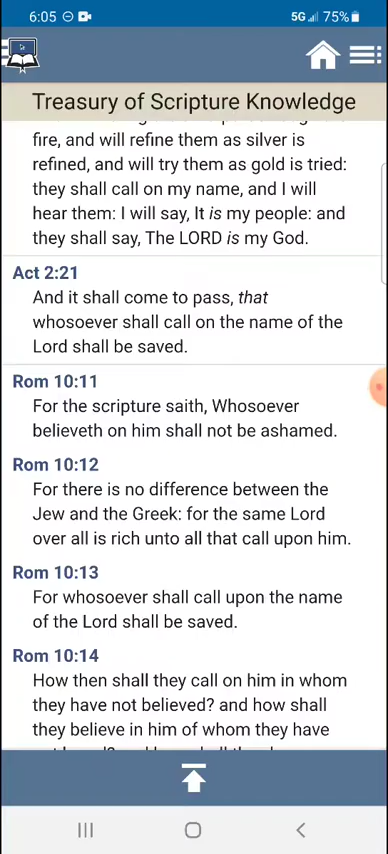 6:05
5G 75%
Treasury of Scripture Knowledge
fire, and will refine them as silver is
refined, and will try them as gold is tried:
they shall call on my name, and I will
hear them: I will say, It is my people: and
they shall say, The LORD is my God.
Act 2:21
And it shall come to pass, that
whosoever shall call on the name of the
Lord shall be saved.
Rom 10:11
For the scripture saith, Whosoever
believeth on him shall not be ashamed.
Rom 10:12
For there is no difference between the
Jew and the Greek: for the same Lord
over all is rich unto all that call upon him.
Rom 10:13
For whosoever shall call upon the name
of the Lord shall be saved.
Rom 10:14
How then shall they call on him in whom
they have not believed? and how shall
they believe in him of whom they have